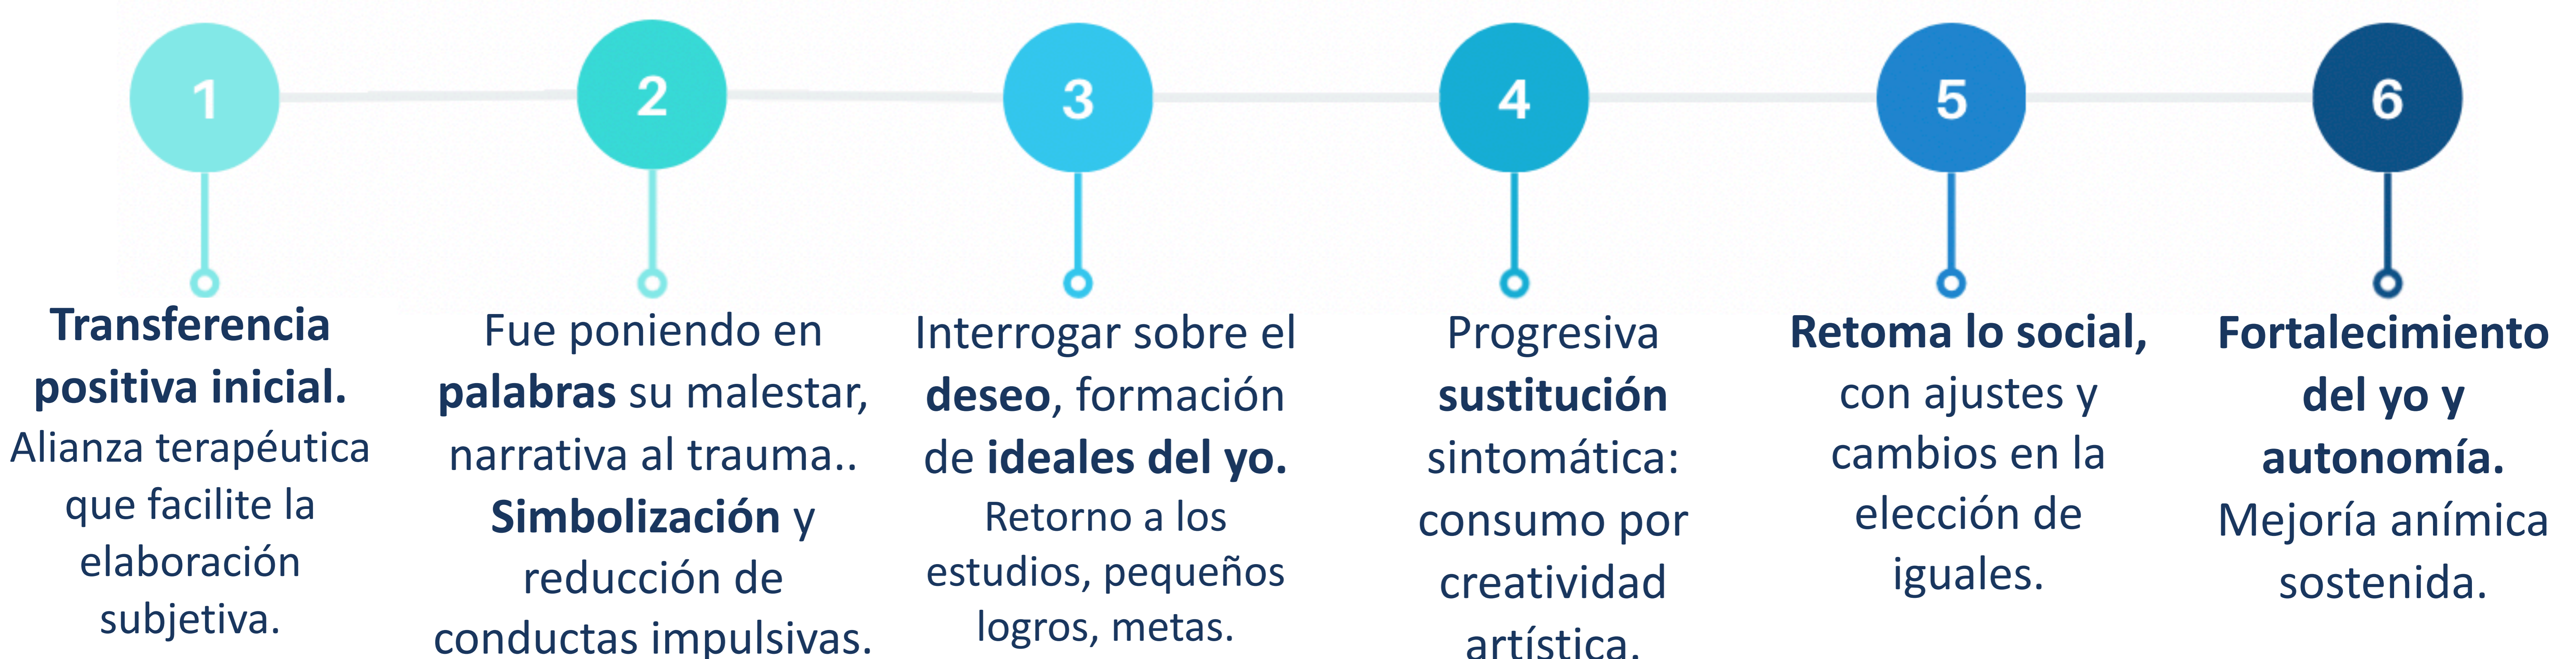 1
Transferencia
positiva inicial.
Alianza terapéutica
que facilite la
elaboración
subjetiva.
2
Fue poniendo en
palabras su malestar,
narrativa al trauma..
Simbolización y
reducción de
conductas impulsivas.
3
Interrogar sobre el
deseo, formación
de ideales del yo.
Retorno a los
estudios, pequeños
logros, metas.
4
Progresiva
sustitución
sintomática:
consumo por
creatividad
artística.
5
Retoma lo social,
con ajustes y
cambios en la
elección de
iguales.
6
Fortalecimiento
del yo y
autonomía.
Mejoría anímica
sostenida.